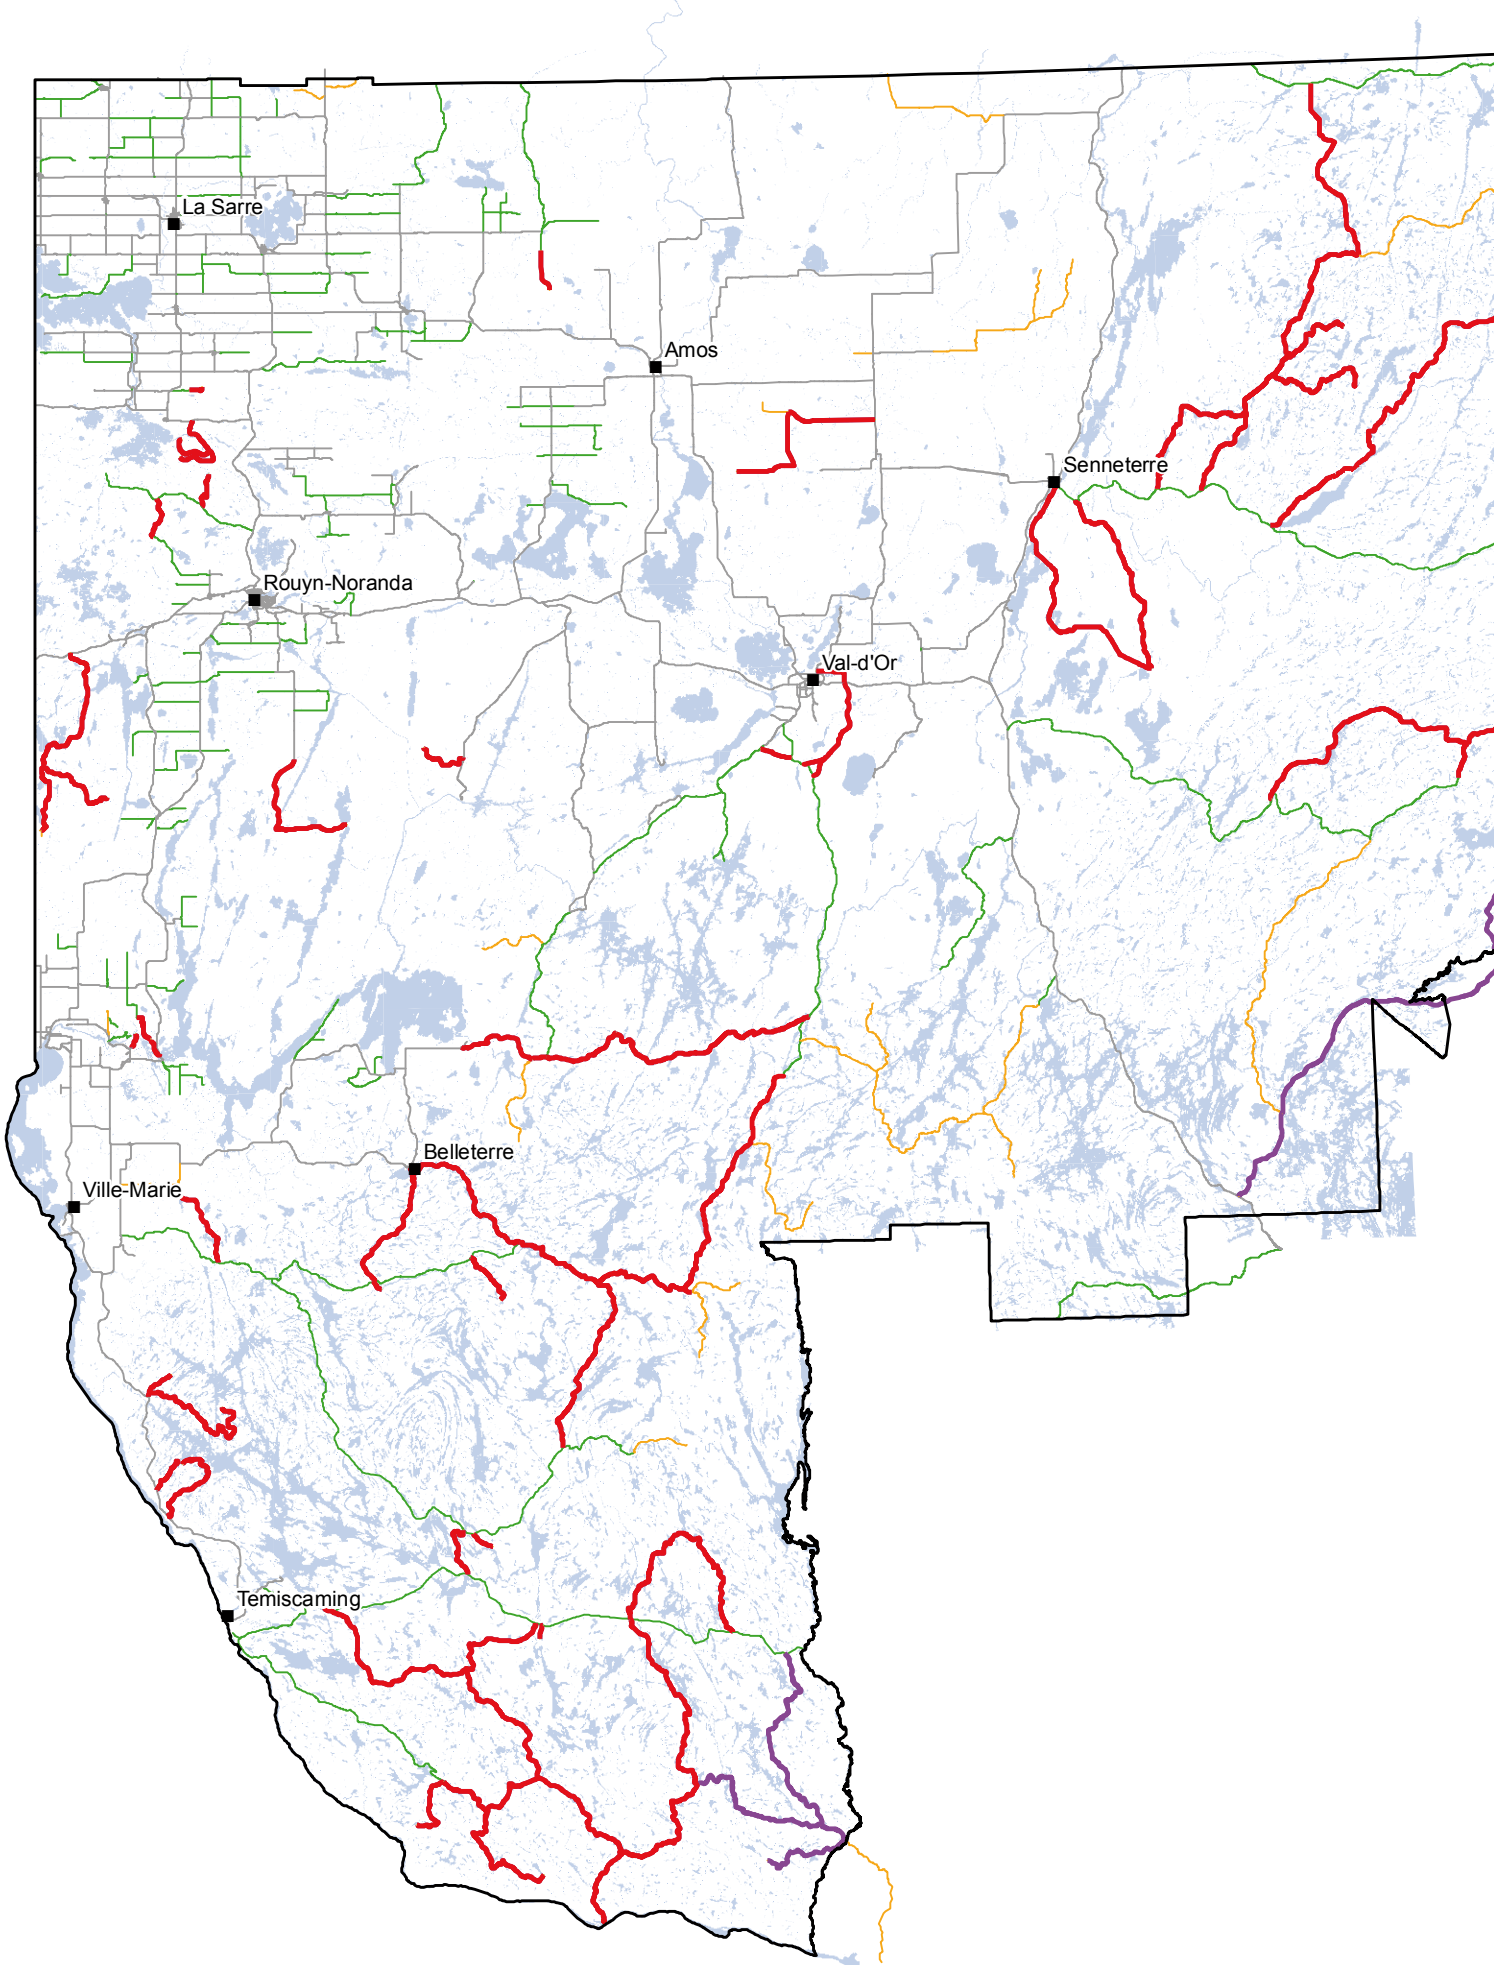 La Sarre
Amos
Senneterre
Rouyn-Noranda
Val-d'Or
Belleterre
Ville-Marie
Temiscaming